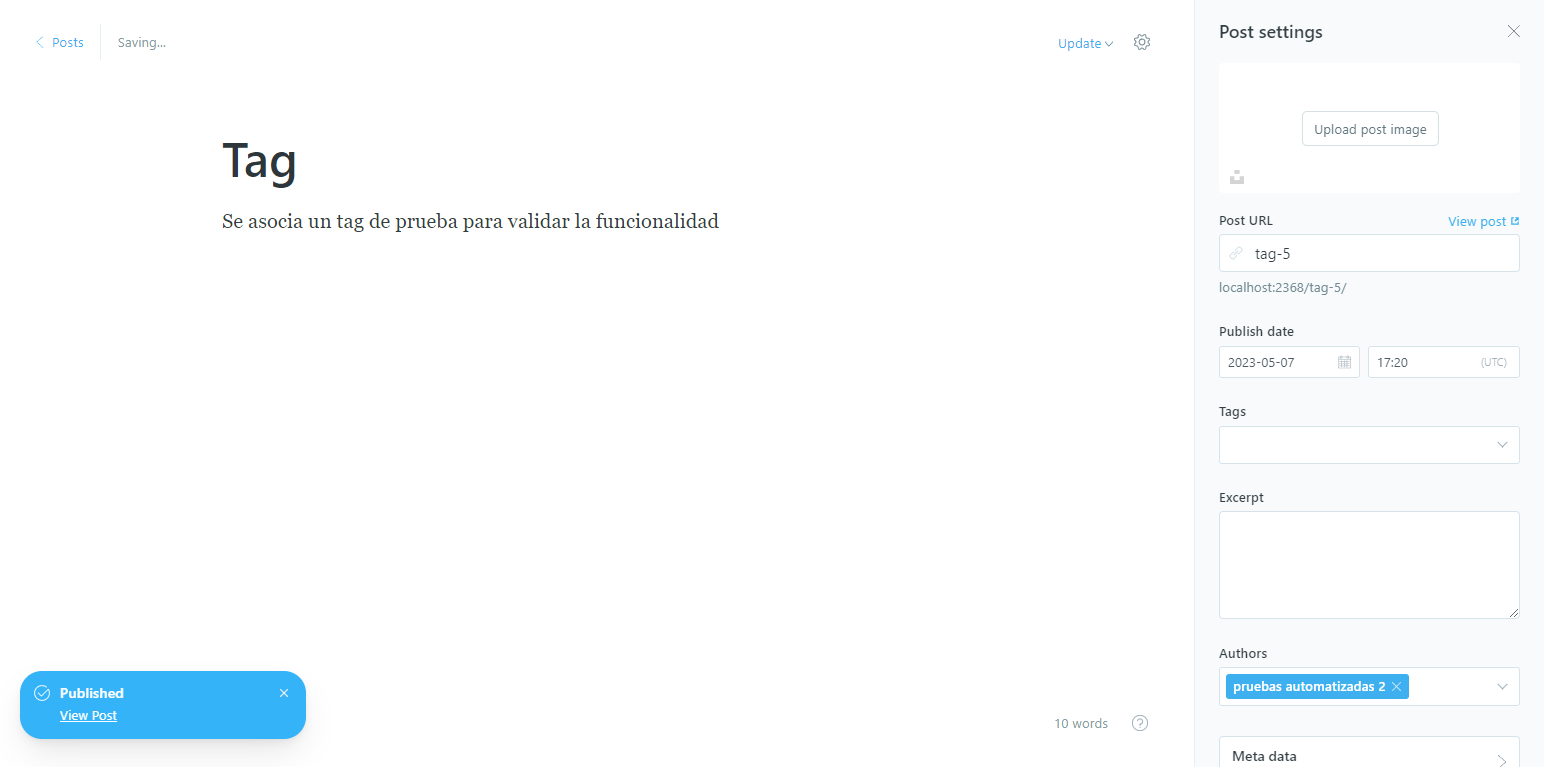 Posts
Saving...
Update
Tag
Se asocia un tag de prueba para validar la funcionalidad
Published
View Post
10 words
Post settings
Upload post image
Post URL
View post
tag-5
localhost:2368/tag-5/
Publish date
2023-05-07
17:20
(UTC)
Tags
Excerpt
Authors
pruebas automatizadas 2
Meta data